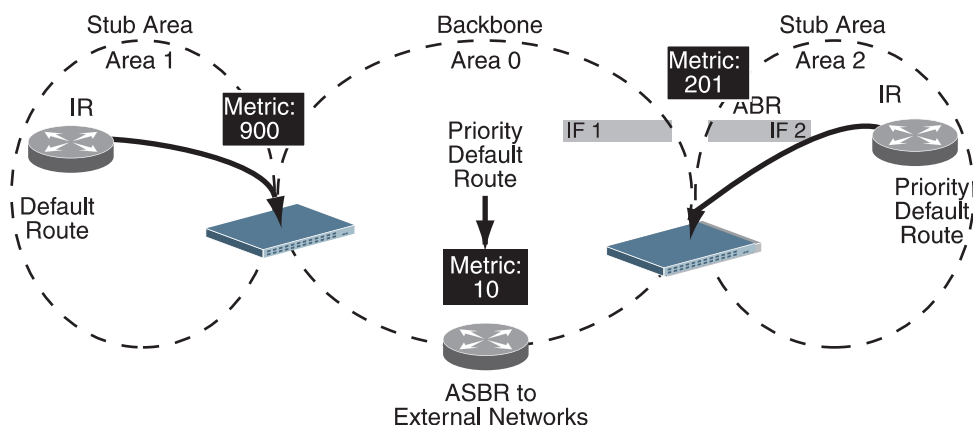 Stub Area
Area 1
IR
Default
Route
Metric:
900
Backbone
Area 0
Priority
Default
Route
Metric:
10
ASBR to
External Networks
IF 1
Metric:
201
ABR
IF 2
Stub Area
Area 2
IR
Priority
Default
Route